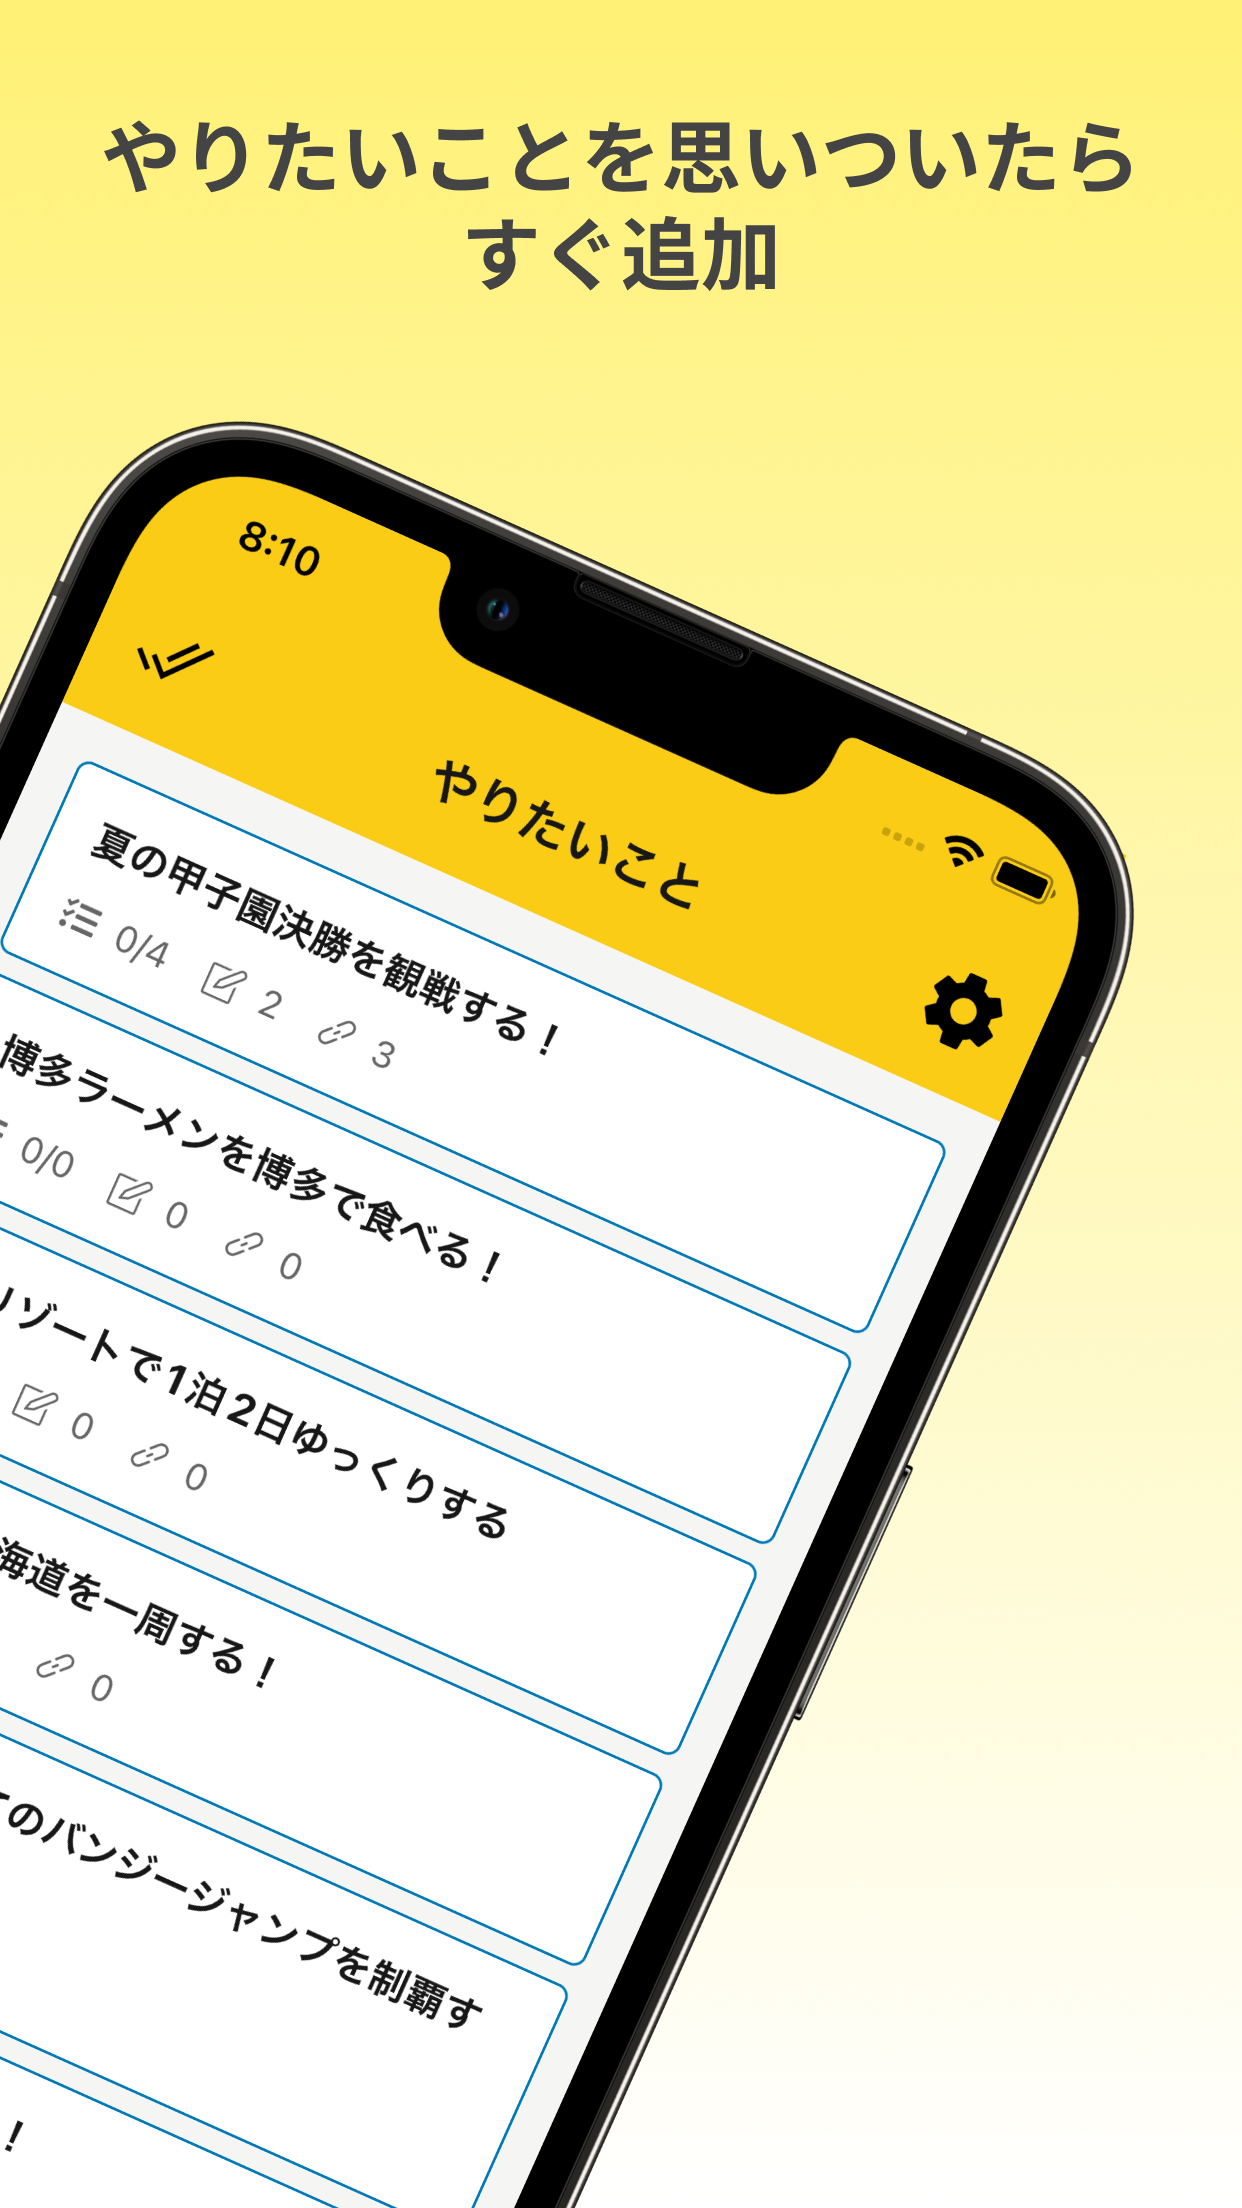 やりたいことを思いついたら
すぐ追加
8:10
やりたいこと
夏の甲子園決勝を観戦する！
0/4 2 3
博多ラーメンを博多で食べる！
0/0 0 0
リゾートで1泊2日ゆっくりする
0 0
海道を一周する！
0
てのバンジージャンプを制覇す
！